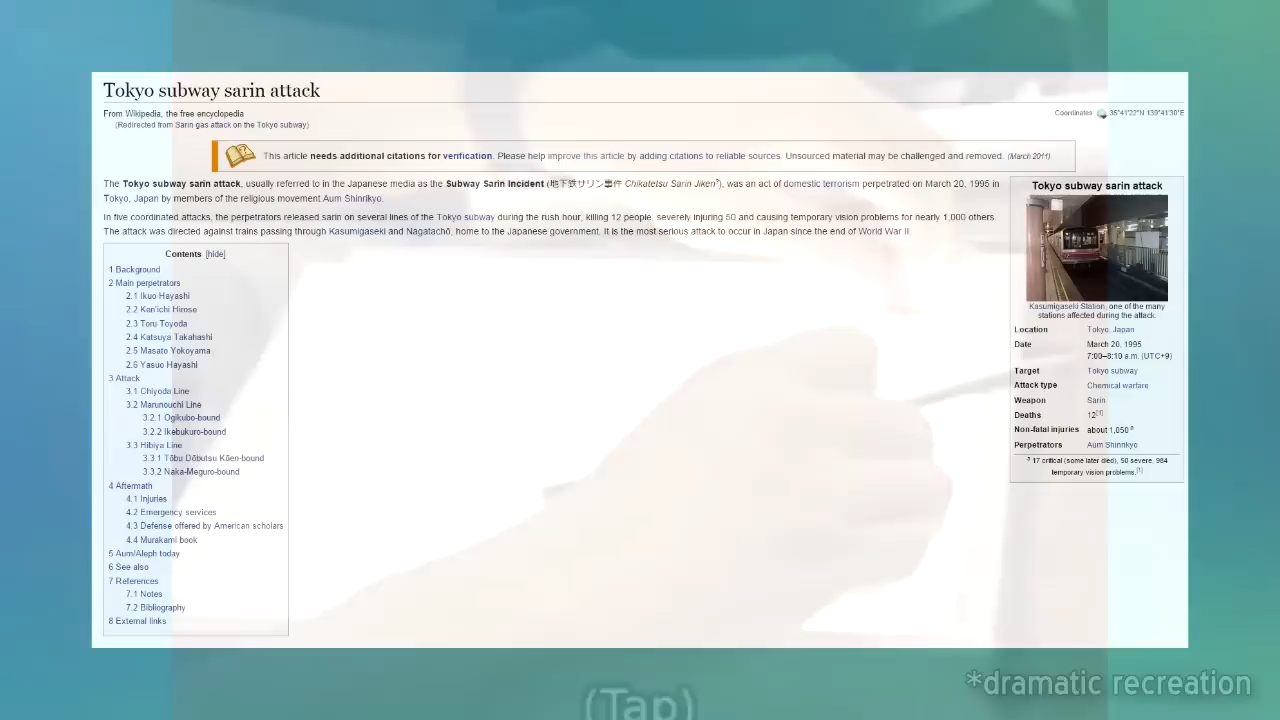 Tokyo subway sarin attack
From Wikipedia, the free encyclopedia
(Redirected from Sarin gas attack on the Tokyo subway)
Coordinates: 35°41′22″N 139°41′30″E
This article needs additional citations for verification. Please help improve this article by adding citations to reliable sources. Unsourced material may be challenged and removed. (March 2011)
The Tokyo subway sarin attack, usually referred to in the Japanese media as the Subway Sarin Incident (地下鉄サリン事件 Chikatetsu Sarin Jiken?), was an act of domestic terrorism perpetrated on March 20, 1995 in
Tokyo, Japan by members of the religious movement Aum Shinrikyo.
In five coordinated attacks, the perpetrators released sarin on several lines of the Tokyo subway during the rush hour, killing 12 people, severely injuring 50 and causing temporary vision problems for nearly 1,000 others.
The attack was directed against trains passing through Kasumigaseki and Nagatachō, home to the Japanese government. It is the most serious attack to occur in Japan since the end of World War II.
Contents [hide]
1 Background
2 Main perpetrators
2.1 Ikuo Hayashi
2.2 Ken'ichi Hirose
2.3 Toru Toyoda
2.4 Katsuya Takahashi
2.5 Masato Yokoyama
2.6 Yasuo Hayashi
3 Attack
3.1 Chiyoda Line
3.2 Marunouchi Line
3.2.1 Ogikubo-bound
3.2.2 Ikebukuro-bound
3.3 Hibiya Line
3.3.1 Tōbu Dōbutsu Kōen-bound
3.3.2 Naka-Meguro-bound
4 Aftermath
4.1 Injuries
4.2 Emergency services
4.3 Defense offered by American scholars
4.4 Murakami book
5 Aum/Aleph today
6 See also
7 References
7.1 Notes
7.2 Bibliography
8 External links
Tokyo subway sarin attack
Kasumigaseki Station, one of the many
stations affected during the attack.
Location Tokyo, Japan
Date March 20, 1995
7:00–8:10 a.m. (UTC+9)
Target Tokyo subway
Attack type Chemical warfare
Weapon Sarin
Deaths 12[1]
Non-fatal injuries about 1,050 a
Perpetrators Aum Shinrikyo
a 17 critical (some later died), 50 severe, 984
temporary vision problems.[1]
*dramatic recreation
(Tap)